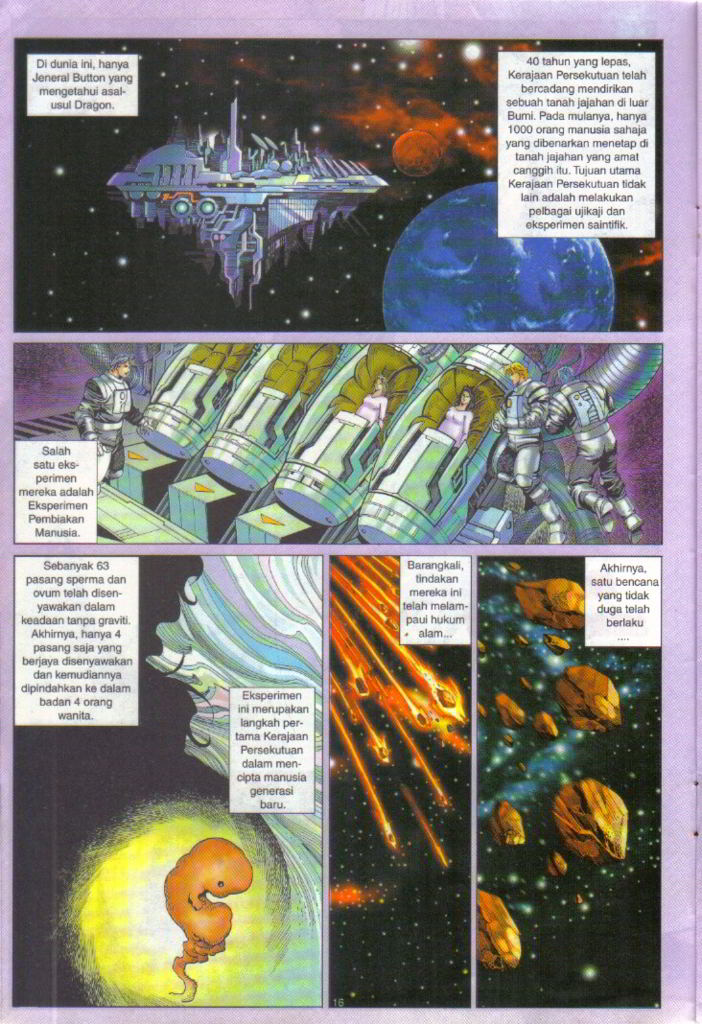 Di dunia ini, hanya
Jeneral Button yang
mengetahui asal-
usul Dragon.
40 tahun yang lepas,
Kerajaan Persekutuan telah
bercadang mendirikan
sebuah tanah jajahan di luar
Bumi. Pada mulanya, hanya
1000 orang manusia sahaja
yang dibenarkan menetap di
tanah jajahan yang amat
canggih itu. Tujuan utama
Kerajaan Persekutuan tidak
lain adalah melakukan
pelbagai ujikaji dan
eksperimen saintifik.
Salah
satu eks-
perimen
mereka adalah
Eksperimen
Pembiakan
Manusia.
Sebanyak 63
pasang sperma dan
ovum telah disen-
yawakan dalam
keadaan tanpa graviti.
Akhirnya, hanya 4
pasang saja yang
berjaya disenyawakan
dan kemudiannya
dipindahkan ke dalam
badan 4 orang
wanita.
Eksperimen
ini merupakan
langkah per-
tama Kerajaan
Persekutuan
dalam men-
cipta manusia
generasi
baru.
Barangkali,
tindakan
mereka ini
telah melam-
paui hukum
alam...
Akhirnya,
satu bencana
yang tidak
duga telah
berlaku
....
16